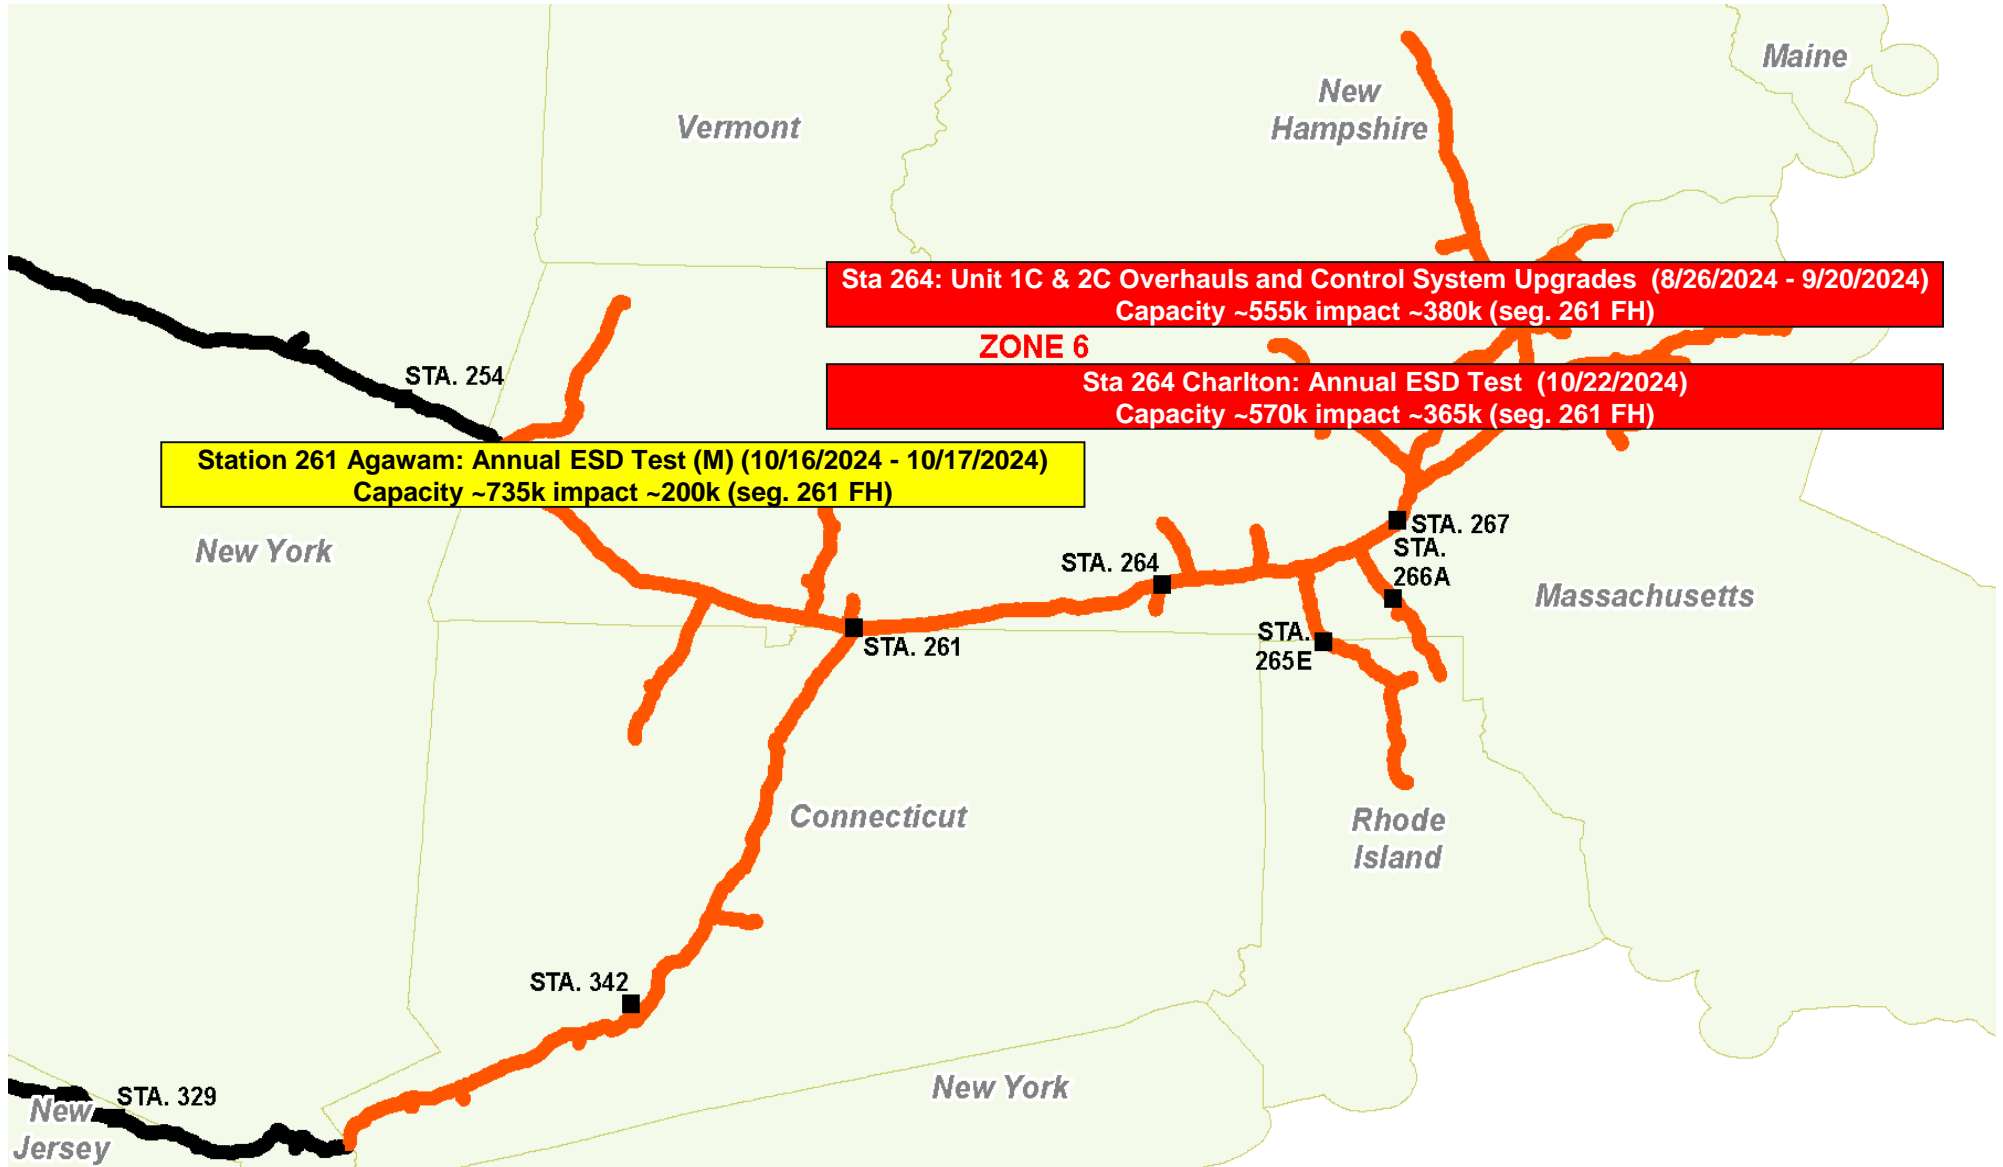 Maine
New
Hampshire
Vermont
Sta 264: Unit 1C & 2C Overhauls and Control System Upgrades  (8/26/2024 - 9/20/2024)
Capacity ~555k impact ~380k (seg. 261 FH)
ZONE 6
STA. 254
Sta 264 Charlton: Annual ESD Test  (10/22/2024)
Capacity ~570k impact ~365k (seg. 261 FH)
Station 261 Agawam: Annual ESD Test (M) (10/16/2024 - 10/17/2024)
Capacity ~735k impact ~200k (seg. 261 FH)
New York
STA. 267
STA.
266A
STA. 264
Massachusetts
STA. 261
STA.
265E
Connecticut
Rhode
Island
STA. 342
New York
STA. 329
New
Jersey